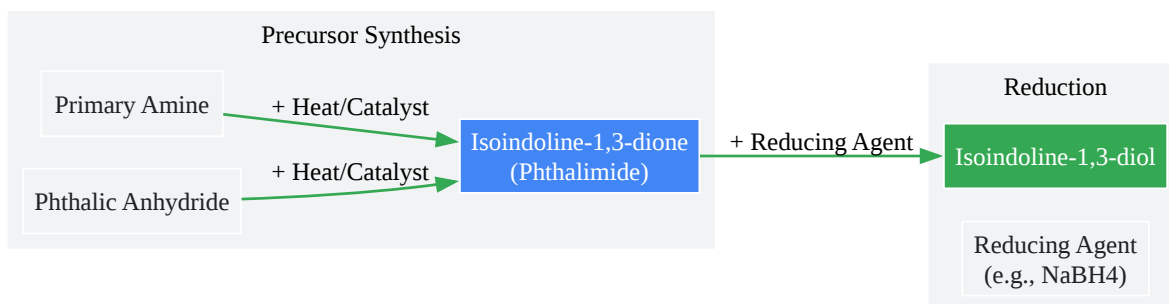 Precursor Synthesis
Primary Amine
+ Heat/Catalyst
Phthalic Anhydride
+ Heat/Catalyst
Isoindoline-1,3-dione
(Phthalimide)
+ Reducing Agent
Reduction
Isoindoline-1,3-diol
Reducing Agent
(e.g., NaBH4)